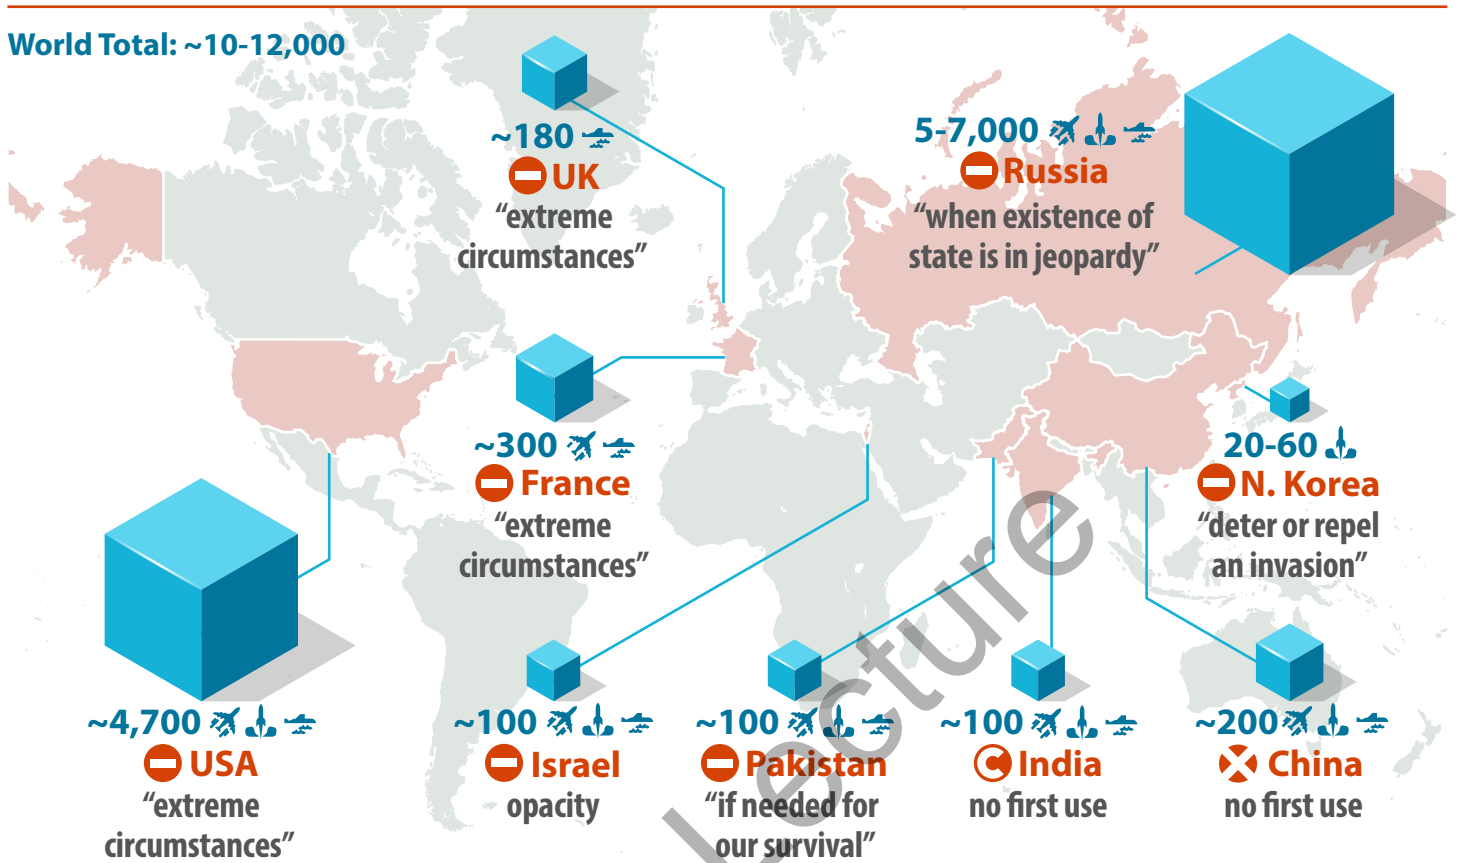 World Total: ~10-12,000
~180
UK
“extreme
circumstances”
5-7,000
Russia
“when existence of
state is in jeopardy”
~300
France
“extreme
circumstances”
20-60
N. Korea
“deter or repel
an invasion”
~4,700
USA
“extreme
circumstances”
~100
Israel
opacity
~100
Pakistan
“if needed for
our survival”
~100
India
no first use
~200
China
no first use
Lecture